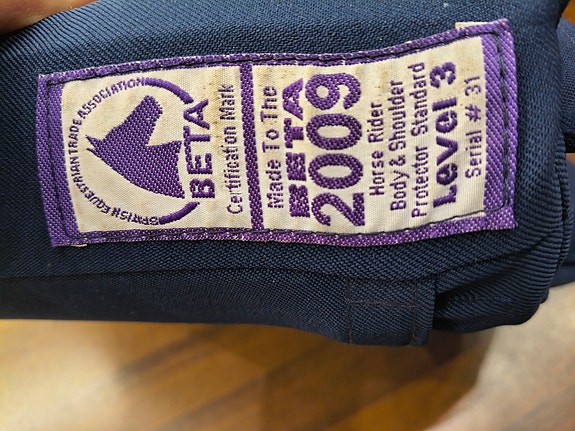 BRITISH EQUESTRIAN TRADE ASSOCIATION
BETA
Certification Mark
Made To The
BETA
2009
Horse Rider
Body & Shoulder
Protector Standard
Level 3
Serial # 31